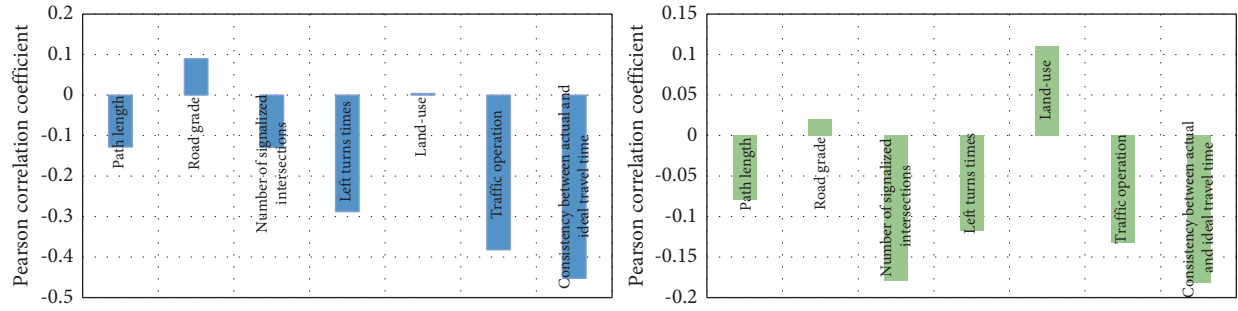 Pearson correlation coefficient
0.2
0.1
0
-0.1
-0.2
-0.3
-0.4
-0.5
Path length
Road grade
Number of signalized
intersections
Left turns times
Land-use
Traffic operation
Consistency between actual and
ideal travel time
Pearson correlation coefficient
0.15
0.1
0.05
0
-0.05
-0.1
-0.15
-0.2
Path length
Road grade
Number of signalized
intersections
Left turns times
Land-use
Traffic operation
Consistency between actual
and ideal travel time